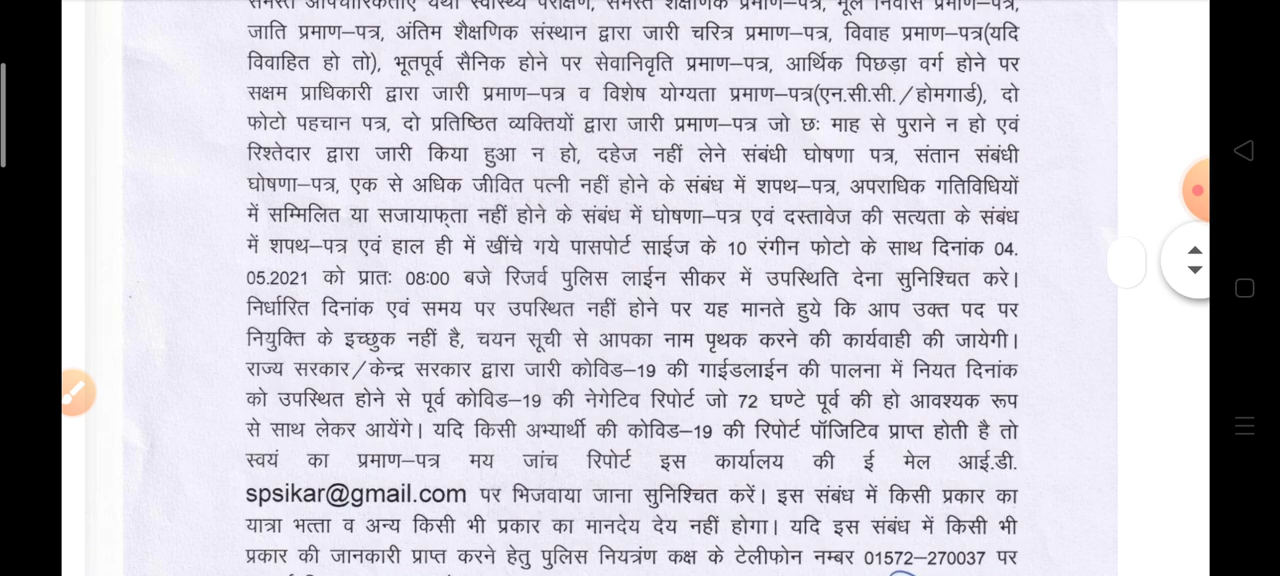 समस्त औपचारिकताएं यथा स्वास्थ्य परीक्षण, समस्त शैक्षणिक प्रमाण–पत्र, मूल निवास प्रमाण–पत्र,
जाति प्रमाण–पत्र, अंतिम शैक्षणिक संस्थान द्वारा जारी चरित्र प्रमाण–पत्र, विवाह प्रमाण–पत्र(यदि
विवाहित हो तो), भूतपूर्व सैनिक होने पर सेवानिवृति प्रमाण–पत्र, आर्थिक पिछड़ा वर्ग होने पर
सक्षम प्राधिकारी द्वारा जारी प्रमाण–पत्र व विशेष योग्यता प्रमाण–पत्र(एन.सी.सी./होमगार्ड), दो
फोटो पहचान पत्र, दो प्रतिष्ठित व्यक्तियों द्वारा जारी प्रमाण–पत्र जो छः माह से पुराने न हो एवं
रिश्तेदार द्वारा जारी किया हुआ न हो, दहेज नहीं लेने संबंधी घोषणा पत्र, संतान संबंधी
घोषणा–पत्र, एक से अधिक जीवित पत्नी नहीं होने के संबंध में शपथ–पत्र, अपराधिक गतिविधियों
में सम्मिलित या सजायाफ्ता नहीं होने के संबंध में घोषणा–पत्र एवं दस्तावेज की सत्यता के संबंध
में शपथ–पत्र एवं हाल ही में खींचे गये पासपोर्ट साईज के 10 रंगीन फोटो के साथ दिनांक 04.
05.2021 को प्रातः 08:00 बजे रिजर्व पुलिस लाईन सीकर में उपस्थिति देना सुनिश्चित करे।
निर्धारित दिनांक एवं समय पर उपस्थित नहीं होने पर यह मानते हुये कि आप उक्त पद पर
नियुक्ति के इच्छुक नहीं है, चयन सूची से आपका नाम पृथक करने की कार्यवाही की जायेगी।
राज्य सरकार/केन्द्र सरकार द्वारा जारी कोविड–19 की गाईडलाईन की पालना में नियत दिनांक
को उपस्थित होने से पूर्व कोविड–19 की नेगेटिव रिपोर्ट जो 72 घण्टे पूर्व की हो आवश्यक रूप
से साथ लेकर आयेंगे। यदि किसी अभ्यार्थी की कोविड–19 की रिपोर्ट पॉजिटिव प्राप्त होती है तो
स्वयं का प्रमाण–पत्र मय जांच रिपोर्ट इस कार्यालय की ई मेल आई.डी.
spsikar@gmail.com पर भिजवाया जाना सुनिश्चित करें। इस संबंध में किसी प्रकार का
यात्रा भत्ता व अन्य किसी भी प्रकार का मानदेय देय नहीं होगा। यदि इस संबंध में किसी भी
प्रकार की जानकारी प्राप्त करने हेतु पुलिस नियत्रंण कक्ष के टेलीफोन नम्बर 01572–270037 पर